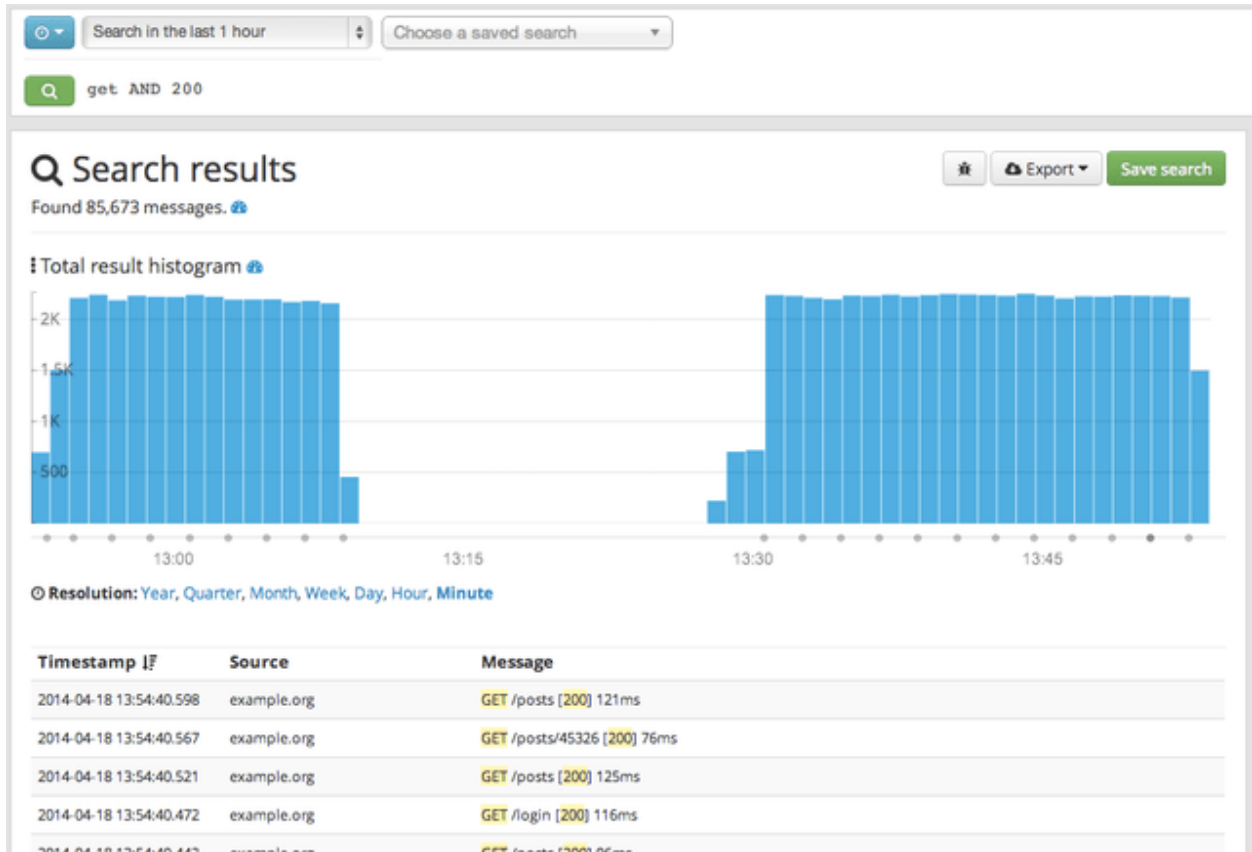 Search in the last 1 hour Choose a saved search
get AND 200
Search results Export Save search
Found 85,673 messages.
Total result histogram
2K
1.5K
1K
500
13:00 13:15 13:30 13:45
Resolution: Year, Quarter, Month, Week, Day, Hour, Minute
Timestamp Source Message
2014-04-18 13:54:40.598 example.org GET /posts [200] 121ms
2014-04-18 13:54:40.567 example.org GET /posts/45326 [200] 76ms
2014-04-18 13:54:40.521 example.org GET /posts [200] 125ms
2014-04-18 13:54:40.472 example.org GET /login [200] 116ms